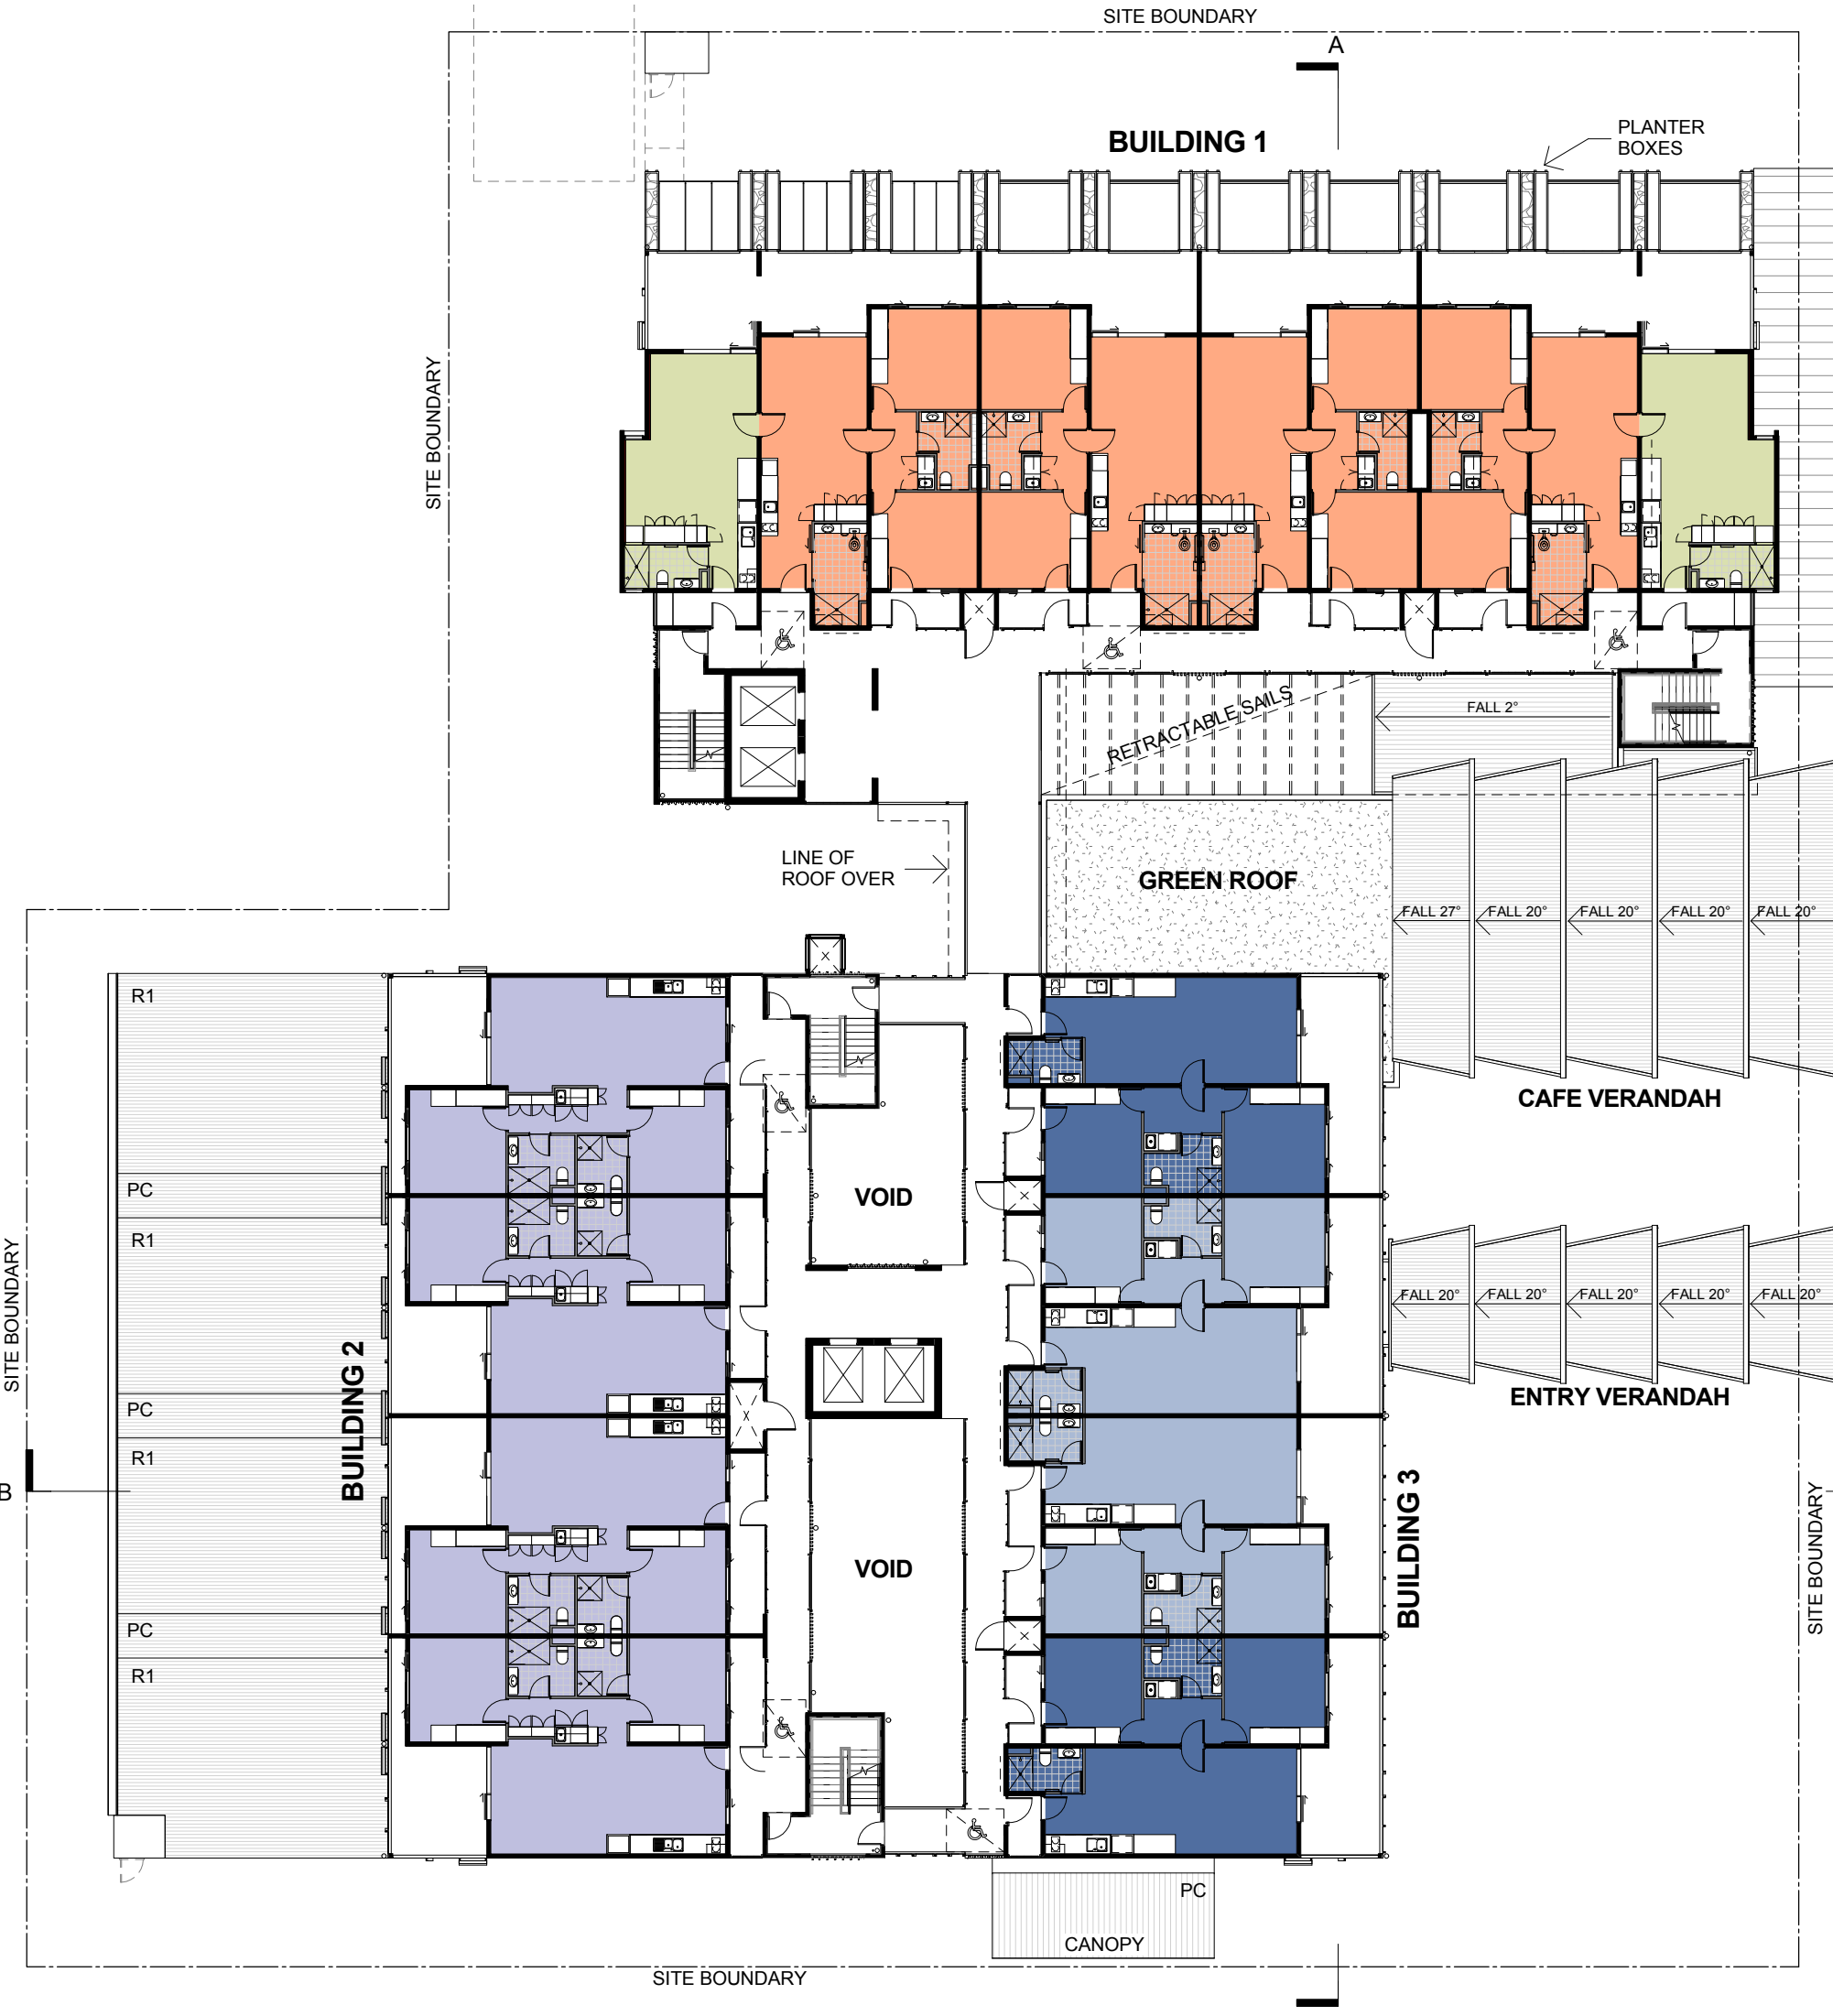 SITE BOUNDARY
A
BUILDING 1
PLANTER
BOXES
SITE BOUNDARY
RETRACTABLE SAILS
FALL 2°
LINE OF
ROOF OVER
GREEN ROOF
FALL 27°
FALL 20°
FALL 20°
FALL 20°
FALL 20°
CAFE VERANDAH
R1
PC
R1
PC
R1
PC
R1
SITE BOUNDARY
B
BUILDING 2
VOID
VOID
BUILDING 3
FALL 20°
FALL 20°
FALL 20°
FALL 20°
FALL 20°
ENTRY VERANDAH
SITE BOUNDARY
PC
CANOPY
SITE BOUNDARY